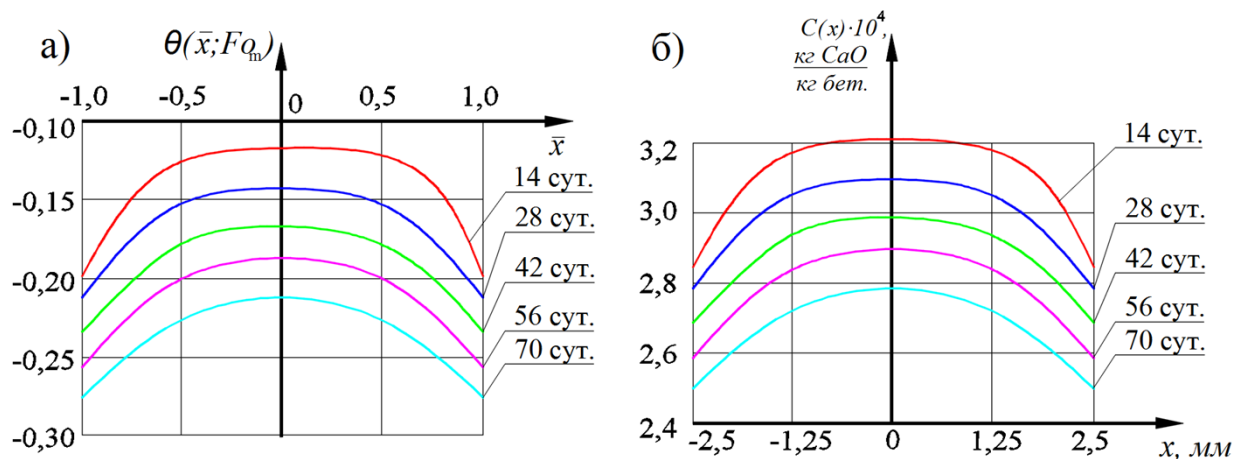 а)
θ(x̄;Foₘ)
-1,0 -0,5 0 0,5 1,0
x̄
-0,10
-0,15
-0,20
-0,25
-0,30
14 сут.
28 сут.
42 сут.
56 сут.
70 сут.
б)
C(x)·10⁴,
кг CaO
кг бет.
3,2
3,0
2,8
2,6
2,4
14 сут.
28 сут.
42 сут.
56 сут.
70 сут.
-2,5 -1,25 0 1,25 2,5
x, мм